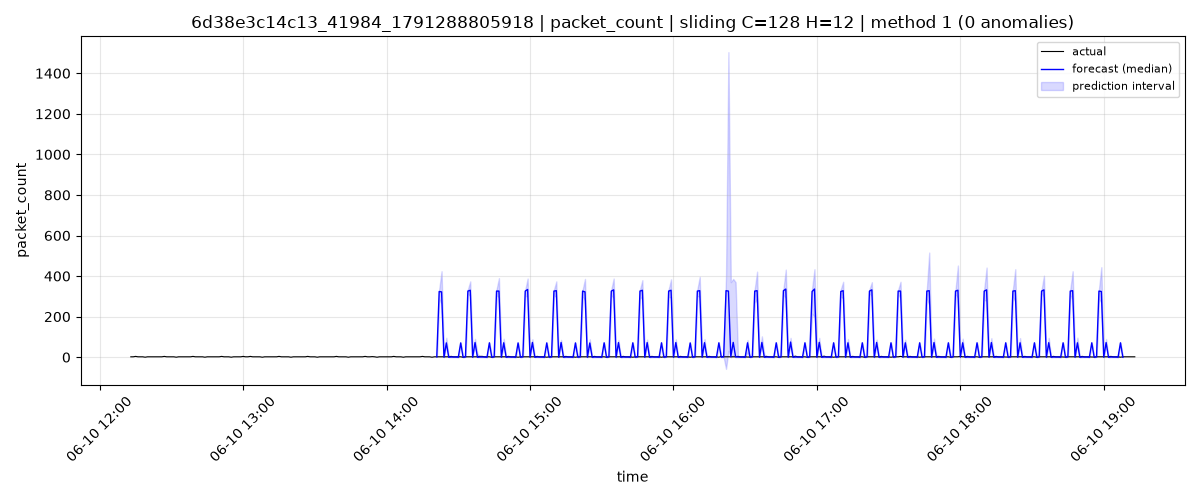 6d38e3c14c13_41984_1791288805918 | packet_count | sliding C=128 H=12 | method 1 (0 anomalies)
actual
forecast (median)
prediction interval
packet_count
1400
1200
1000
800
600
400
200
0
06-10 12:00
06-10 13:00
06-10 14:00
06-10 15:00
06-10 16:00
06-10 17:00
06-10 18:00
06-10 19:00
time